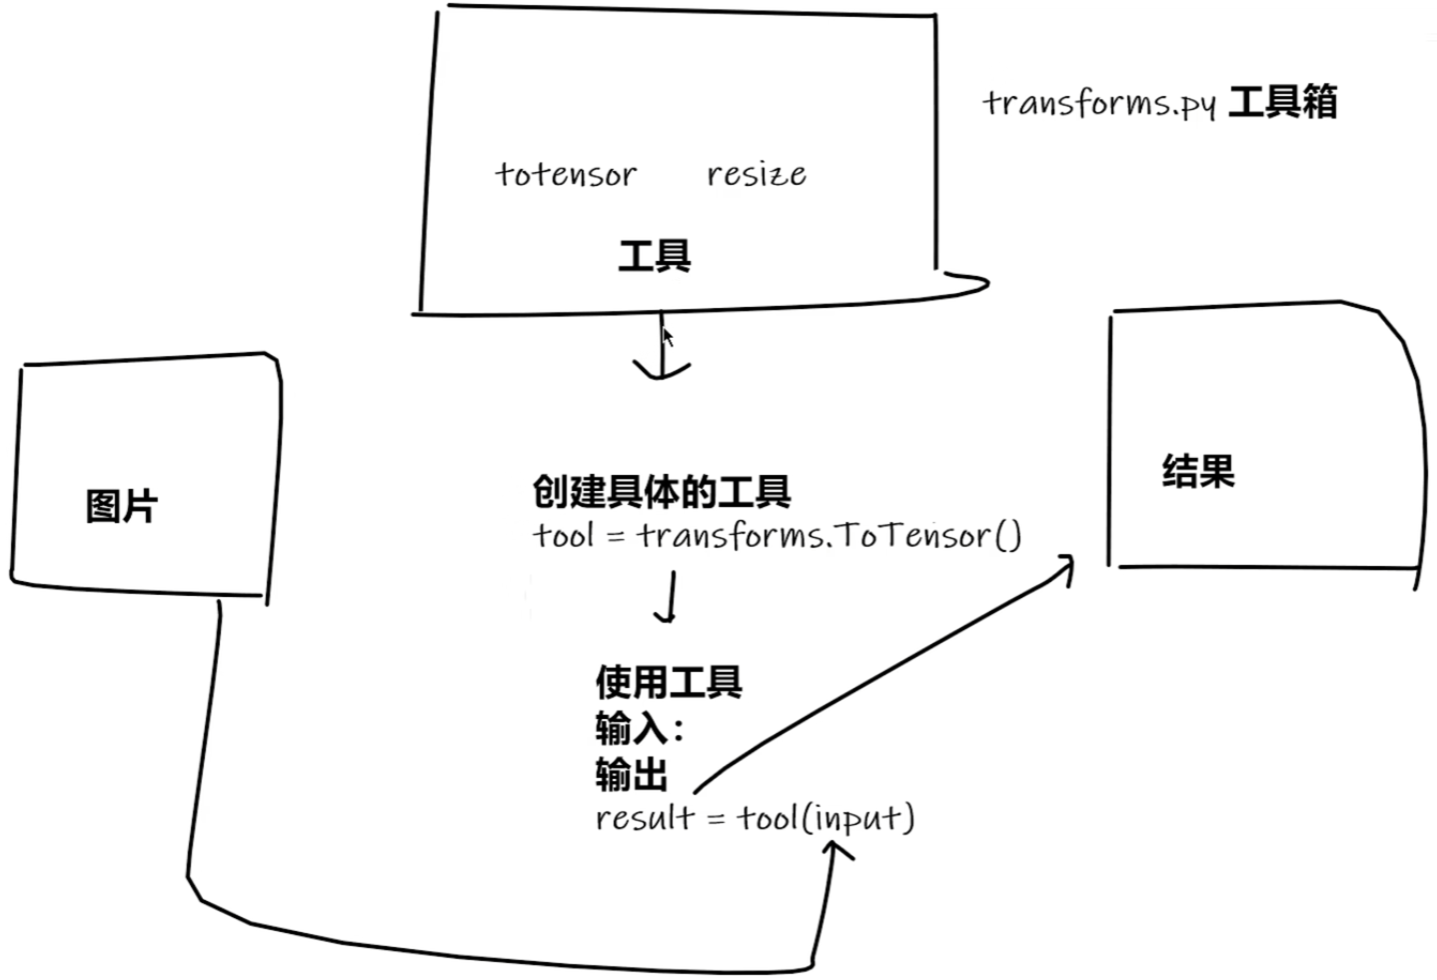 transforms.py 工具箱
totensor resize
工具
图片
创建具体的工具
tool = transforms.ToTensor()
结果
使用工具
输入：
输出
result = tool(input)